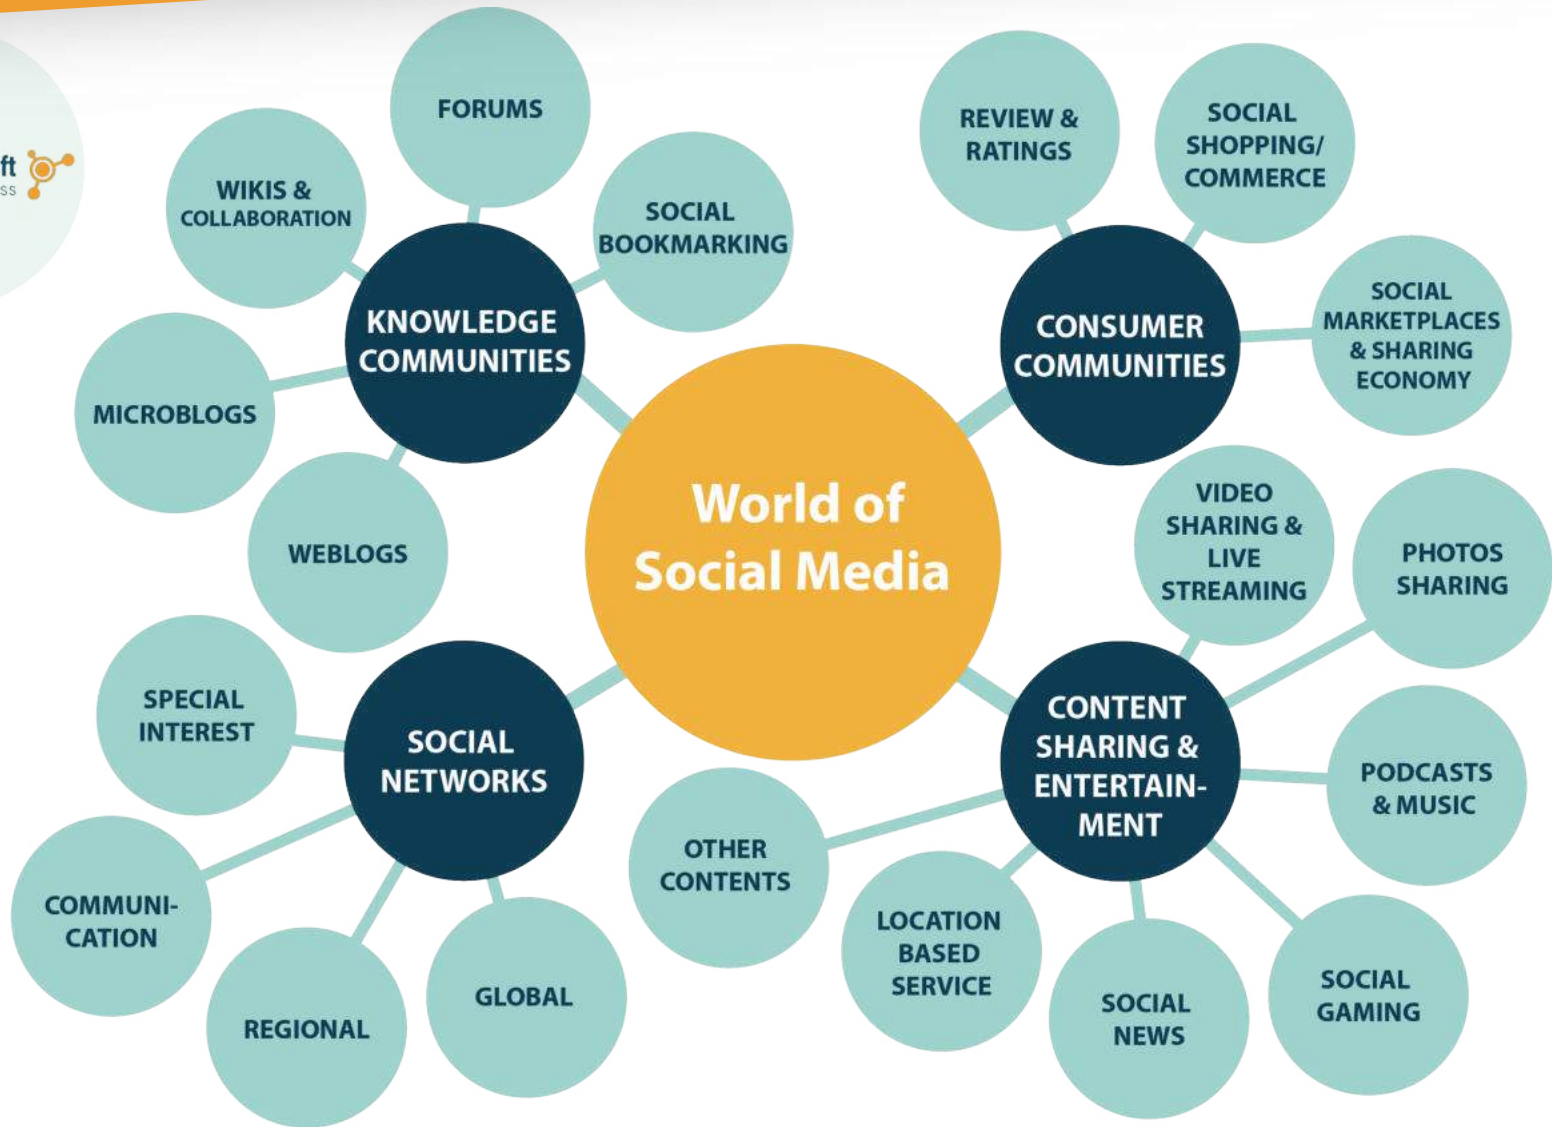 ft
ss
FORUMS
WIKIS &
COLLABORATION
SOCIAL
BOOKMARKING
KNOWLEDGE
COMMUNITIES
MICROBLOGS
WEBLOGS
REVIEW &
RATINGS
SOCIAL
SHOPPING/
COMMERCE
CONSUMER
COMMUNITIES
SOCIAL
MARKETPLACES
& SHARING
ECONOMY
World of
Social Media
VIDEO
SHARING &
LIVE
STREAMING
PHOTOS
SHARING
SPECIAL
INTEREST
SOCIAL
NETWORKS
COMMUNI-
CATION
REGIONAL
GLOBAL
CONTENT
SHARING &
ENTERTAIN-
MENT
PODCASTS
& MUSIC
OTHER
CONTENTS
LOCATION
BASED
SERVICE
SOCIAL
NEWS
SOCIAL
GAMING